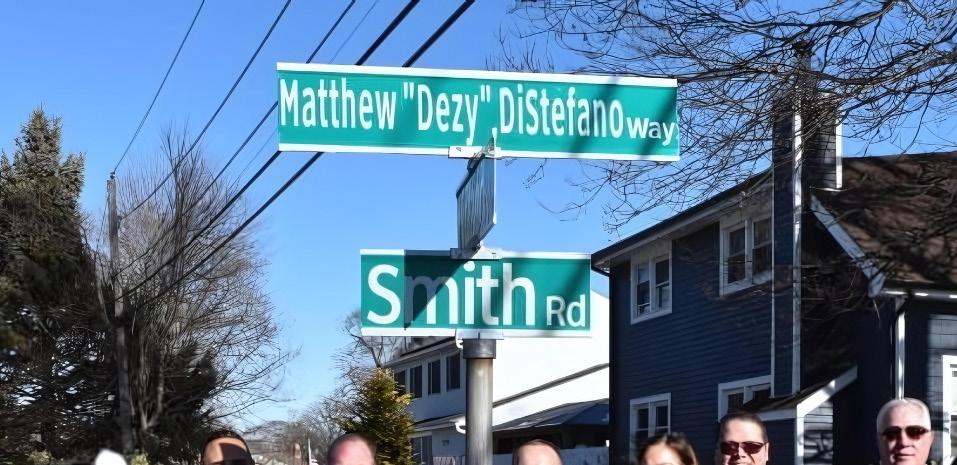 Matthew "Dezy" DiStefano Way
Smith Rd